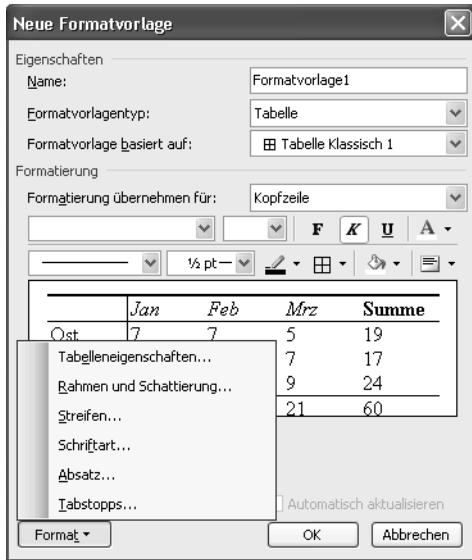 Neue Formatvorlage
Eigenschaften
Name: Formatvorlage1
Formatvorlagentyp: Tabelle
Formatvorlage basiert auf: Tabelle Klassisch 1
Formatierung
Formatierung übernehmen für: Kopfzeile
F K U A
½ pt
Jan Feb Mrz Summe
Ost 7 7 5 19
Tabelleneigenschaften... 7 17
Rahmen und Schattierung... 9 24
Streifen... 21 60
Schriftart...
Absatz...
Tabstopps... Automatisch aktualisieren
Format OK Abbrechen